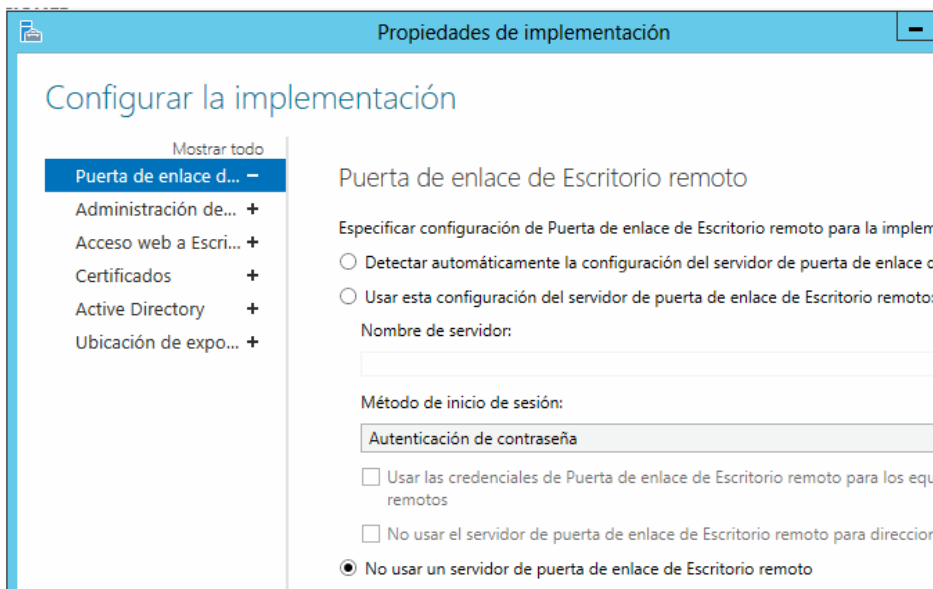 Propiedades de implementación
Configurar la implementación
Mostrar todo
Puerta de enlace d...
Administración de...
Acceso web a Escri...
Certificados
Active Directory
Ubicación de expo...
Puerta de enlace de Escritorio remoto
Especificar configuración de Puerta de enlace de Escritorio remoto para la implem
Detectar automáticamente la configuración del servidor de puerta de enlace
Usar esta configuración del servidor de puerta de enlace de Escritorio remoto:
Nombre de servidor:
Método de inicio de sesión:
Autenticación de contraseña
Usar las credenciales de Puerta de enlace de Escritorio remoto para los equ
remotos
No usar el servidor de puerta de enlace de Escritorio remoto para direccion
No usar un servidor de puerta de enlace de Escritorio remoto